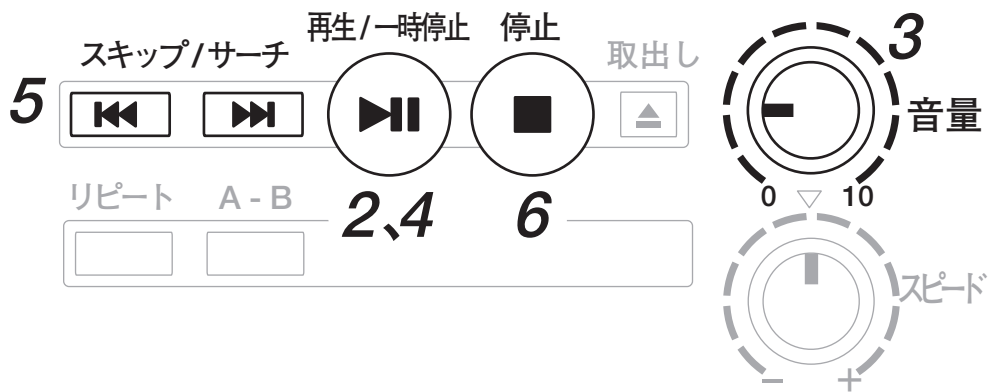 再生/一時停止 停止
スキップ/サーチ
取出し
3
5
音量
0 10
リピート A - B
2、4 6
スピード
- +